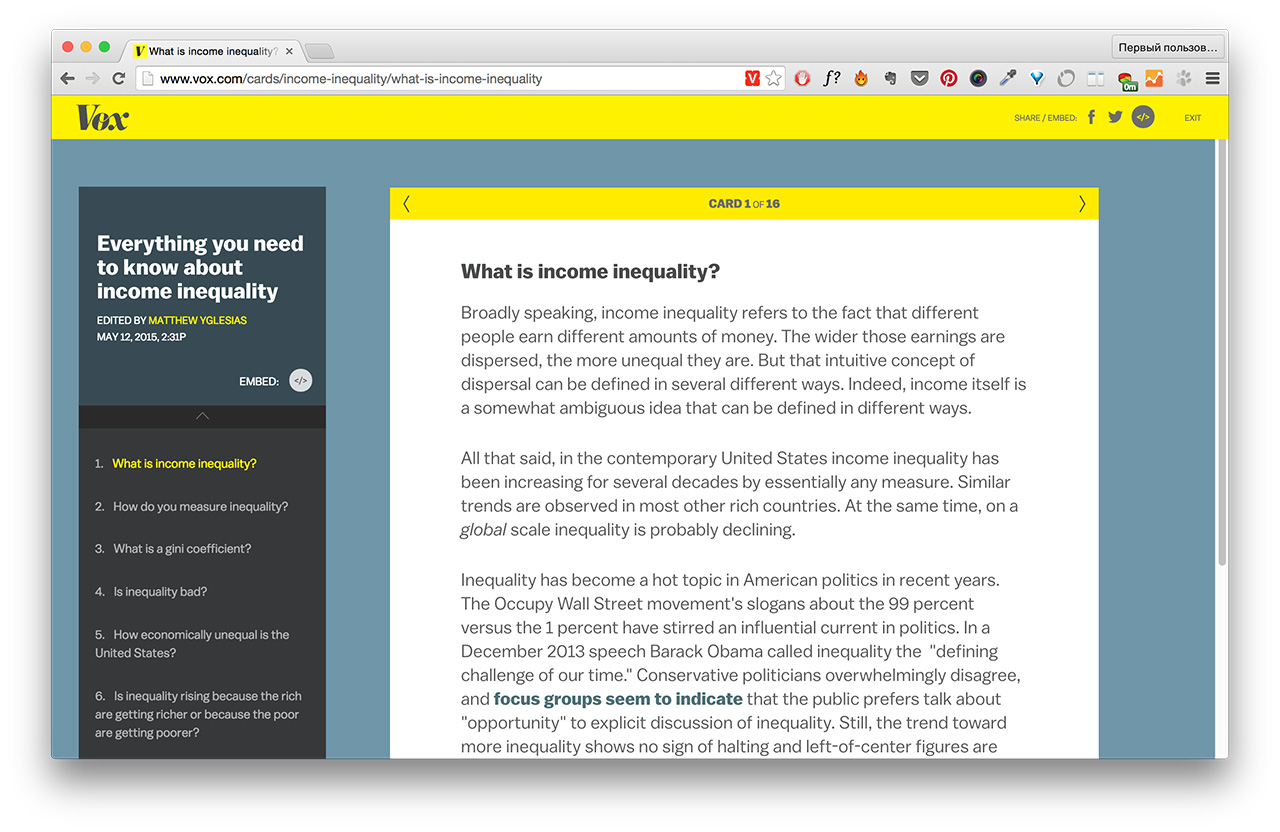 What is income inequality?
Первый пользов...
www.vox.com/cards/income-inequality/what-is-income-inequality
f?
0m
Vox
SHARE / EMBED:
</>
EXIT
Everything you need
to know about
income inequality
EDITED BY MATTHEW YGLESIAS
MAY 12, 2015, 2:31P
EMBED: </>
1. What is income inequality?
2. How do you measure inequality?
3. What is a gini coefficient?
4. Is inequality bad?
5. How economically unequal is the
United States?
6. Is inequality rising because the rich
are getting richer or because the poor
are getting poorer?
CARD 1 OF 16
What is income inequality?
Broadly speaking, income inequality refers to the fact that different
people earn different amounts of money. The wider those earnings are
dispersed, the more unequal they are. But that intuitive concept of
dispersal can be defined in several different ways. Indeed, income itself is
a somewhat ambiguous idea that can be defined in different ways.
All that said, in the contemporary United States income inequality has
been increasing for several decades by essentially any measure. Similar
trends are observed in most other rich countries. At the same time, on a
global scale inequality is probably declining.
Inequality has become a hot topic in American politics in recent years.
The Occupy Wall Street movement's slogans about the 99 percent
versus the 1 percent have stirred an influential current in politics. In a
December 2013 speech Barack Obama called inequality the "defining
challenge of our time." Conservative politicians overwhelmingly disagree,
and focus groups seem to indicate that the public prefers talk about
"opportunity" to explicit discussion of inequality. Still, the trend toward
more inequality shows no sign of halting and left-of-center figures are